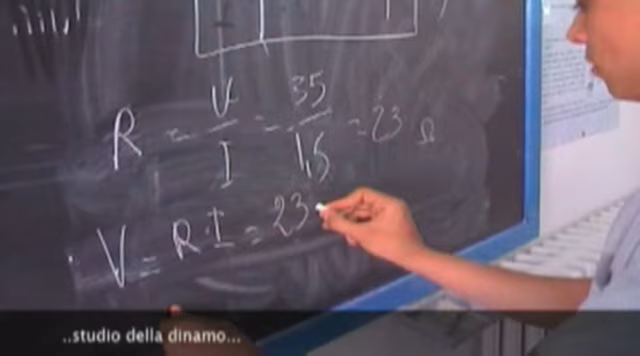 R = V/I = 35/1,5 = 23 Ω
V = R·I = 23
..studio della dinamo...